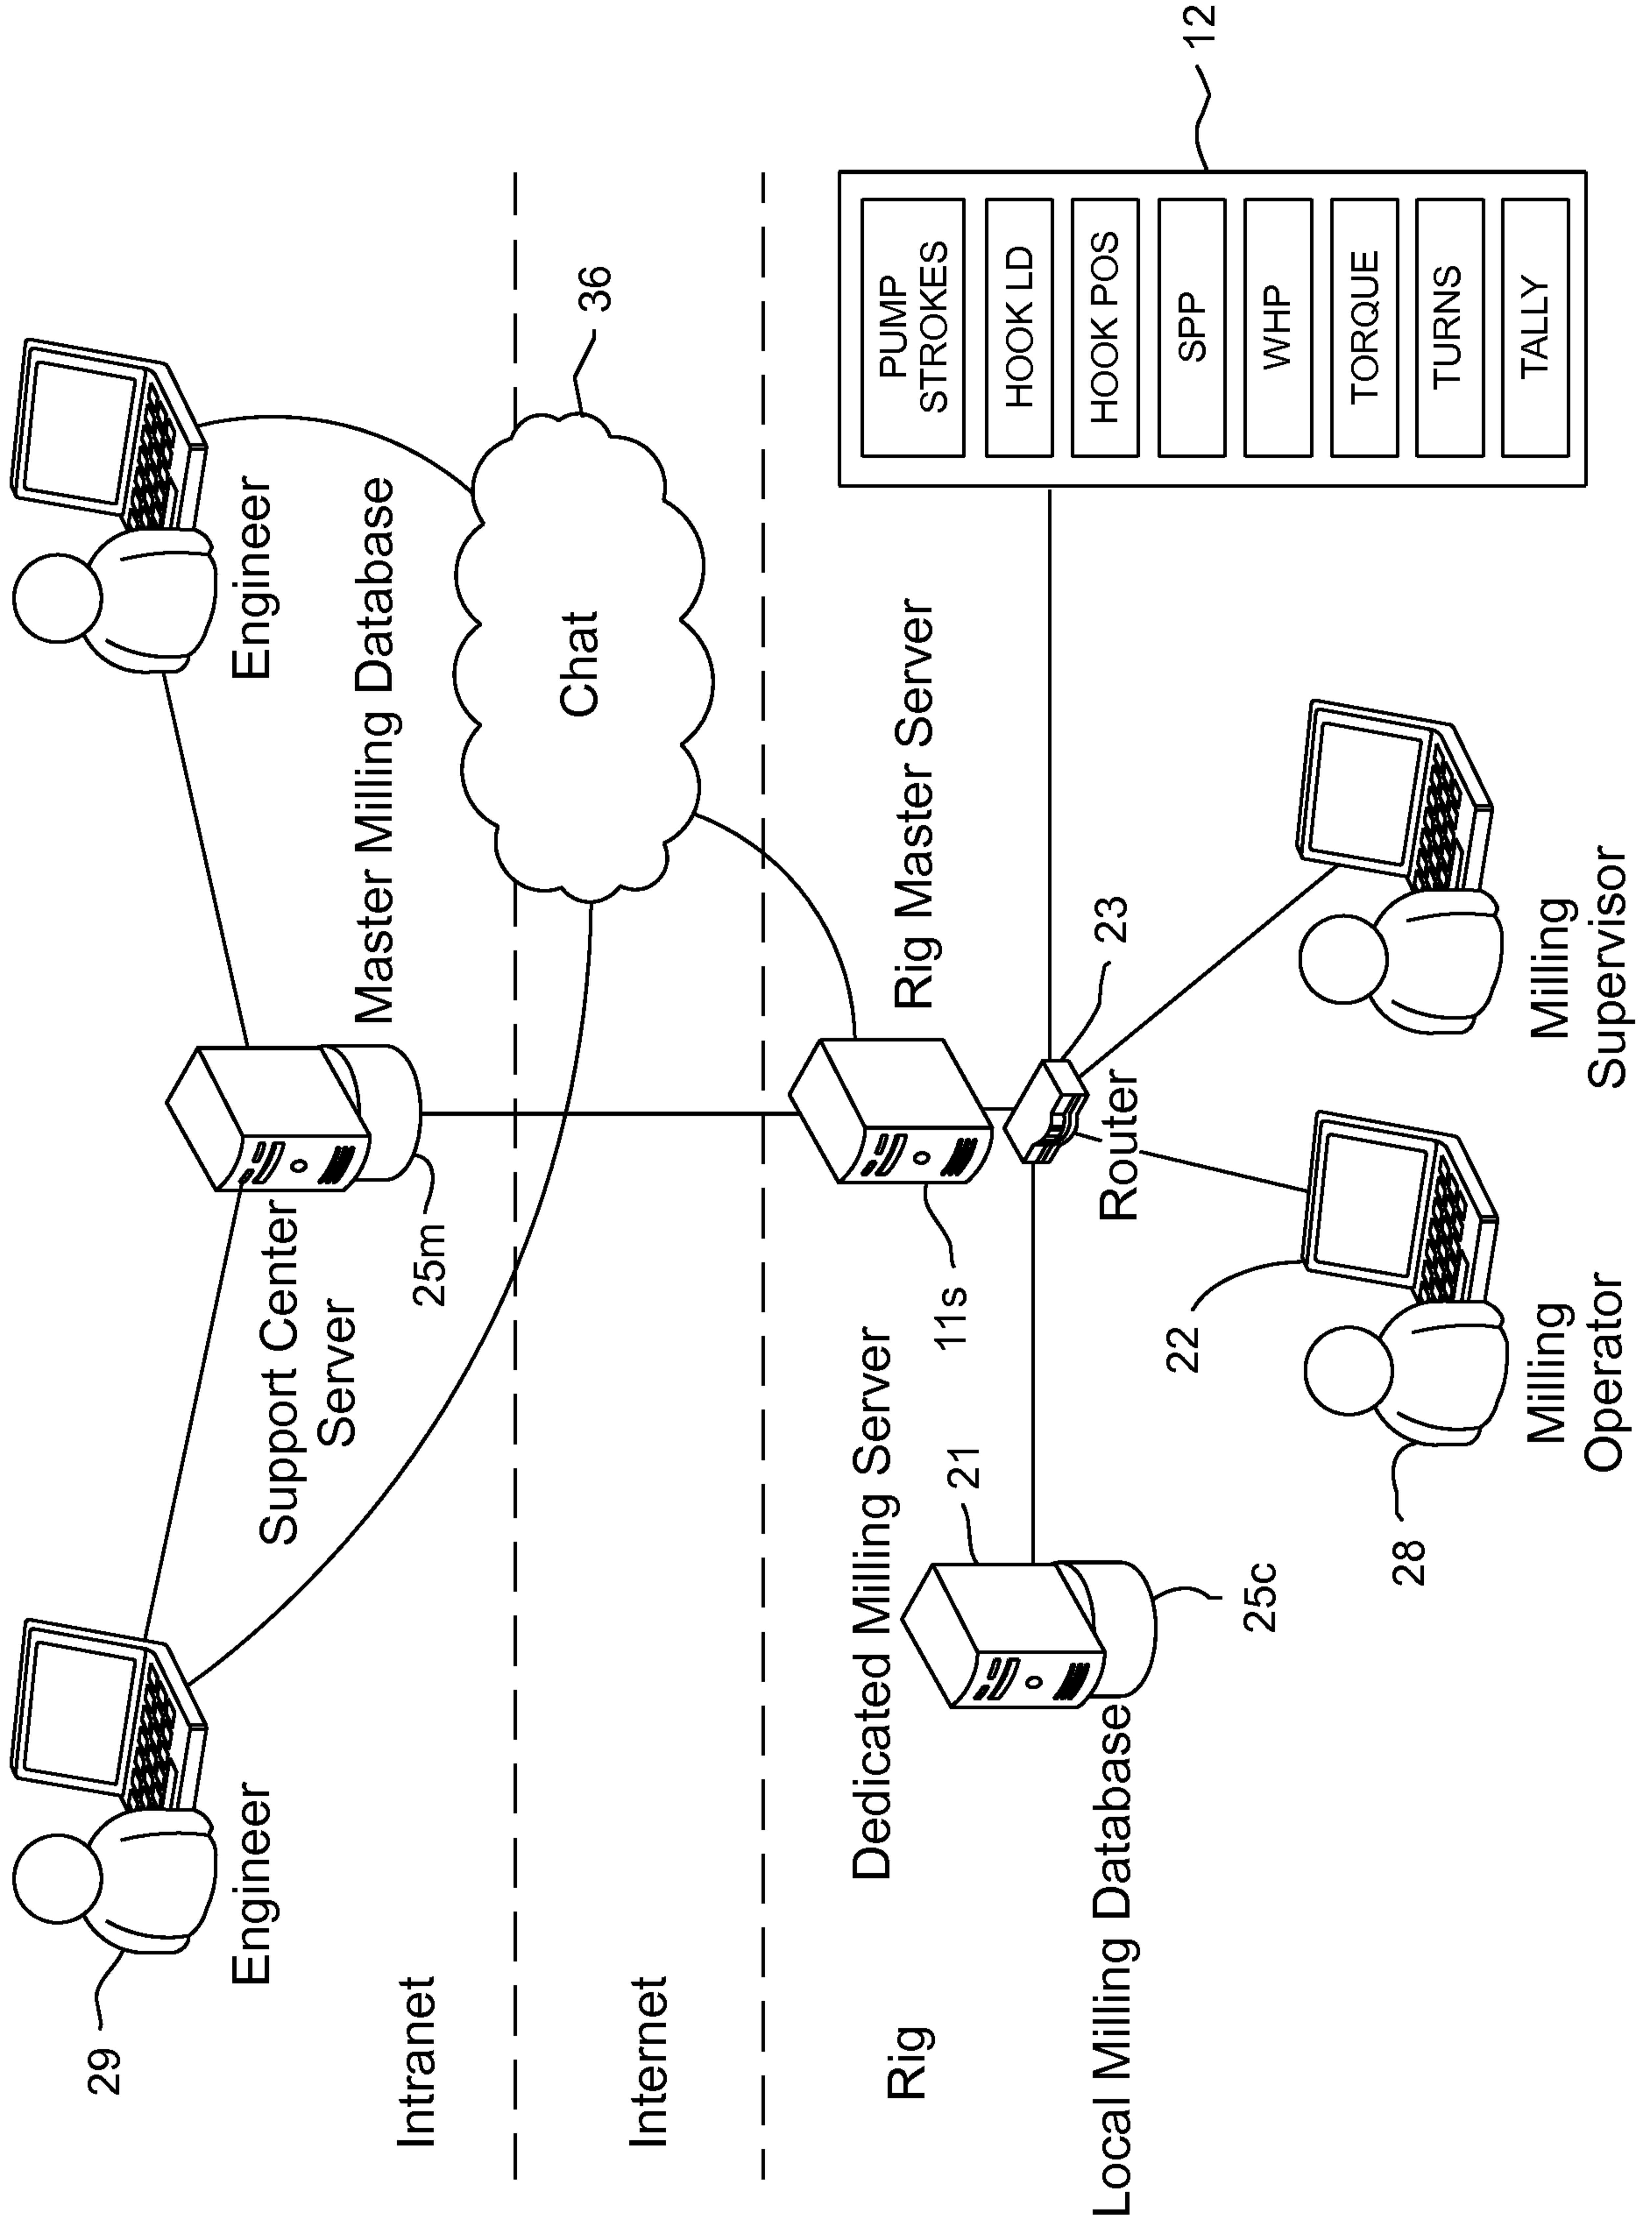 29
Engineer
Engineer
Support Center
Server
Master Milling Database
25m
Intranet
36
Chat
Internet
Rig
Dedicated Milling Server
Rig Master Server
21
11s
23
Router
Local Milling Database
25c
22
28
Milling
Operator
Milling
Supervisor
12
PUMP
STROKES
HOOK LD
HOOK POS
SPP
WHP
TORQUE
TURNS
TALLY